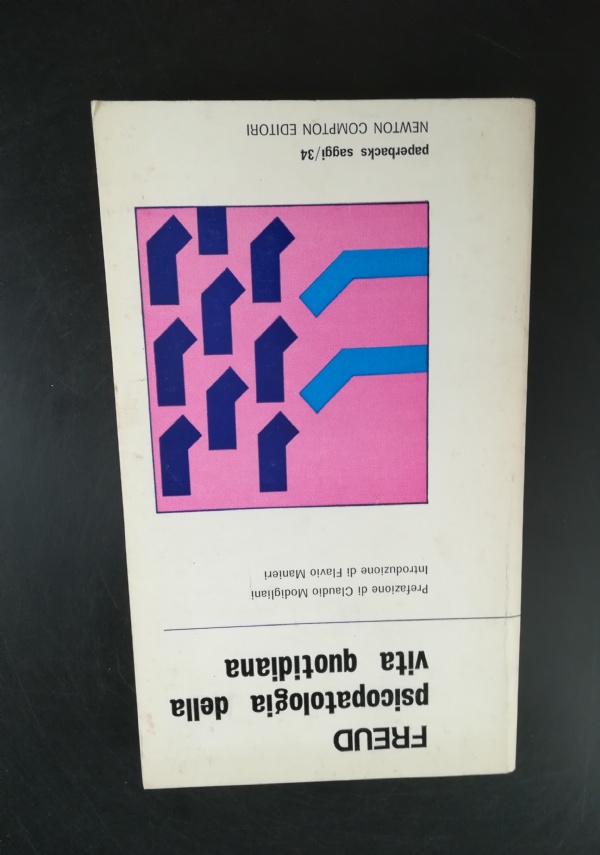 FREUD
psicopatologia della
vita quotidiana
Prefazione di Claudio Modigliani
Introduzione di Flavio Manieri
paperbacks saggi/34
NEWTON COMPTON EDITORI